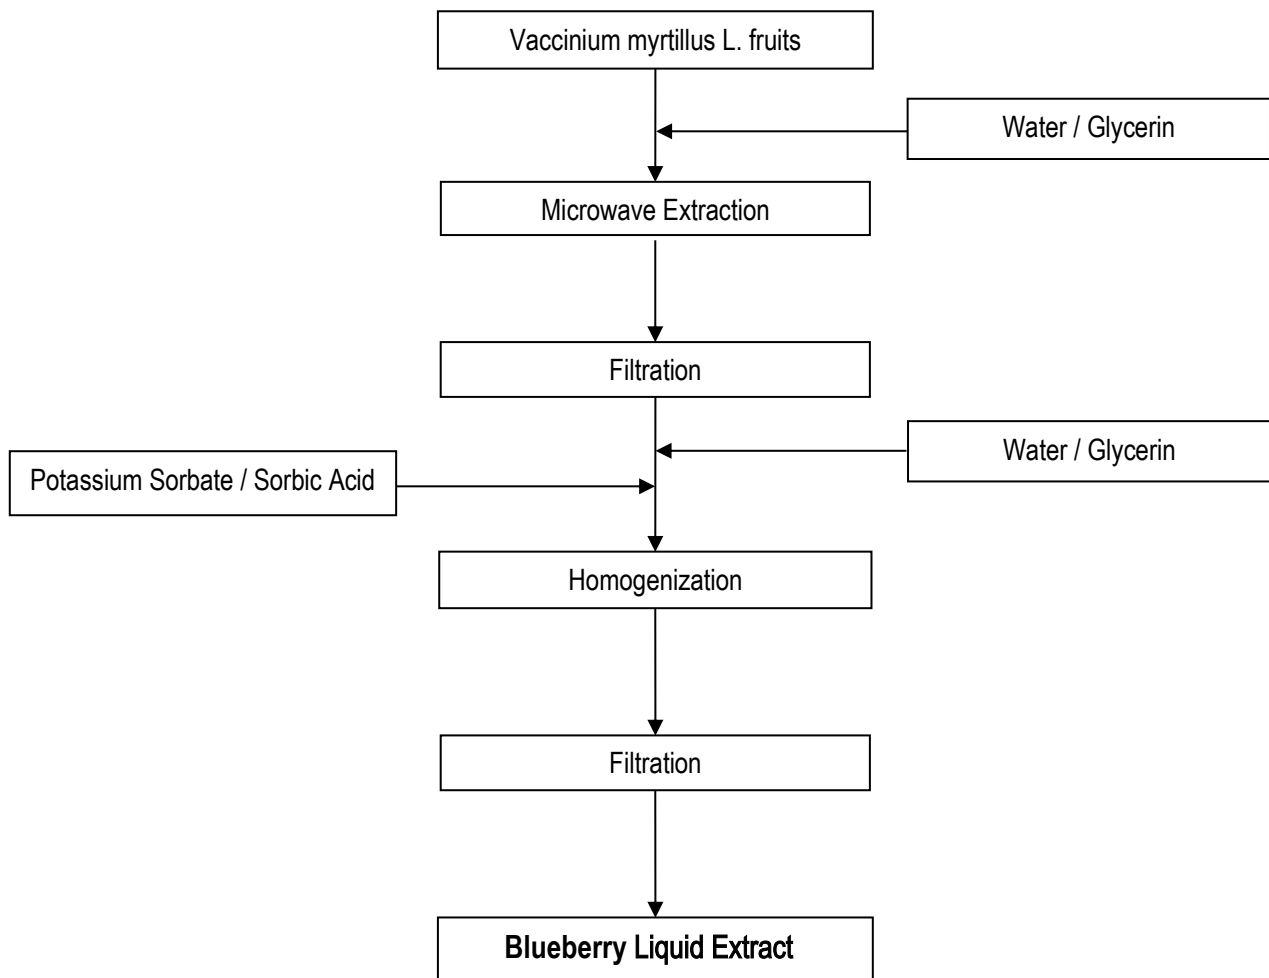 Vaccinium myrtillus L. fruits
Water / Glycerin
Microwave Extraction
Filtration
Water / Glycerin
Potassium Sorbate / Sorbic Acid
Homogenization
Filtration
Blueberry Liquid Extract